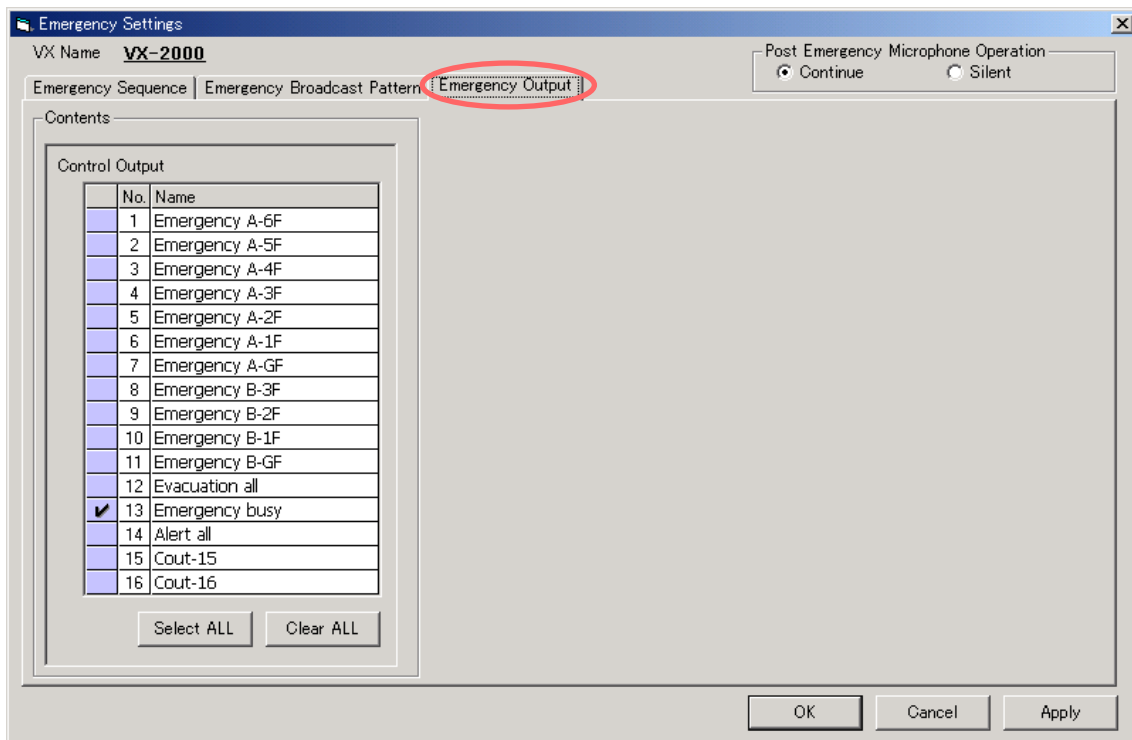 Emergency Settings
VX Name VX-2000
Post Emergency Microphone Operation
Continue Silent
Emergency Sequence Emergency Broadcast Pattern Emergency Output
Contents
Control Output
No. Name
1 Emergency A-6F
2 Emergency A-5F
3 Emergency A-4F
4 Emergency A-3F
5 Emergency A-2F
6 Emergency A-1F
7 Emergency A-GF
8 Emergency B-3F
9 Emergency B-2F
10 Emergency B-1F
11 Emergency B-GF
12 Evacuation all
13 Emergency busy
14 Alert all
15 Cout-15
16 Cout-16
Select ALL Clear ALL
OK Cancel Apply